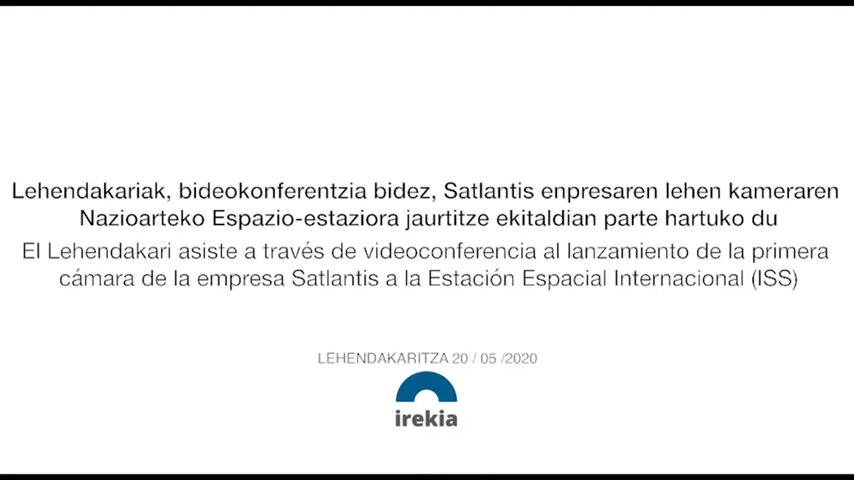 Lehendakariak, bideokonferentzia bidez, Satlantis enpresaren lehen kameraren
Nazioarteko Espazio-estaziora jaurtitze ekitaldian parte hartuko du
El Lehendakari asiste a través de videoconferencia al lanzamiento de la primera
cámara de la empresa Satlantis a la Estación Espacial Internacional (ISS)
LEHENDAKARITZA 20 / 05 /2020
irekia